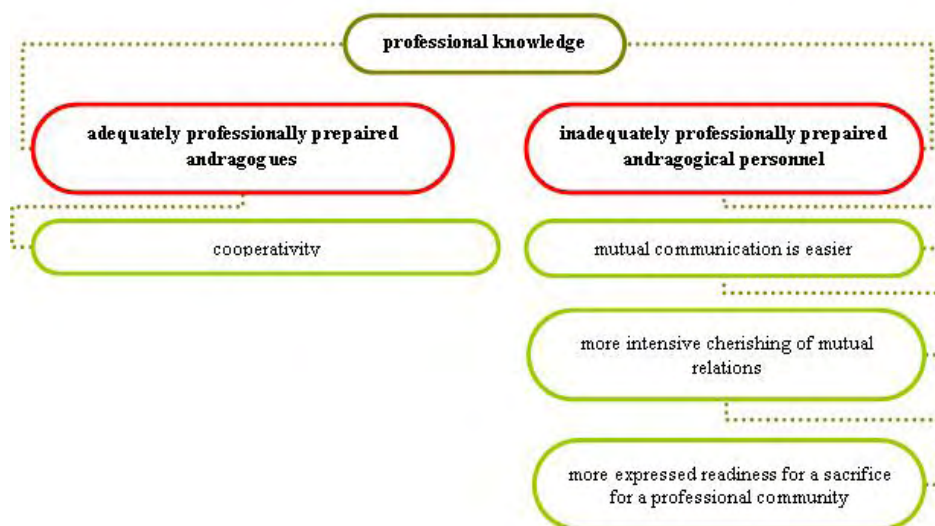 professional knowledge
adequately professionally prepaired
andragogues
inadequately professionally prepaired
andragogical personnel
cooperativity
mutual communication is easier
more intensive cherishing of mutual
relations
more expressed readiness for a sacrifice
for a professional community